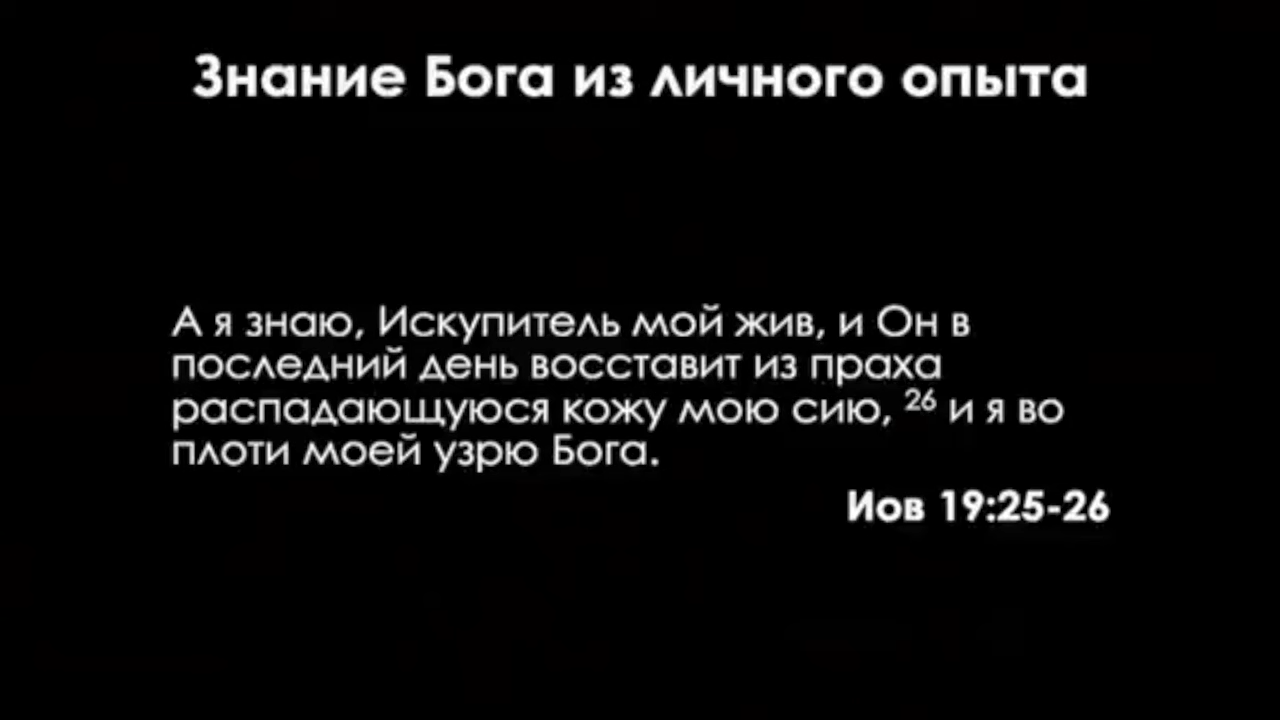 Знание Бога из личного опыта
А я знаю, Искупитель мой жив, и Он в
последний день восставит из праха
распадающуюся кожу мою сию, ²⁶ и я во
плоти моей узрю Бога.
Иов 19:25-26